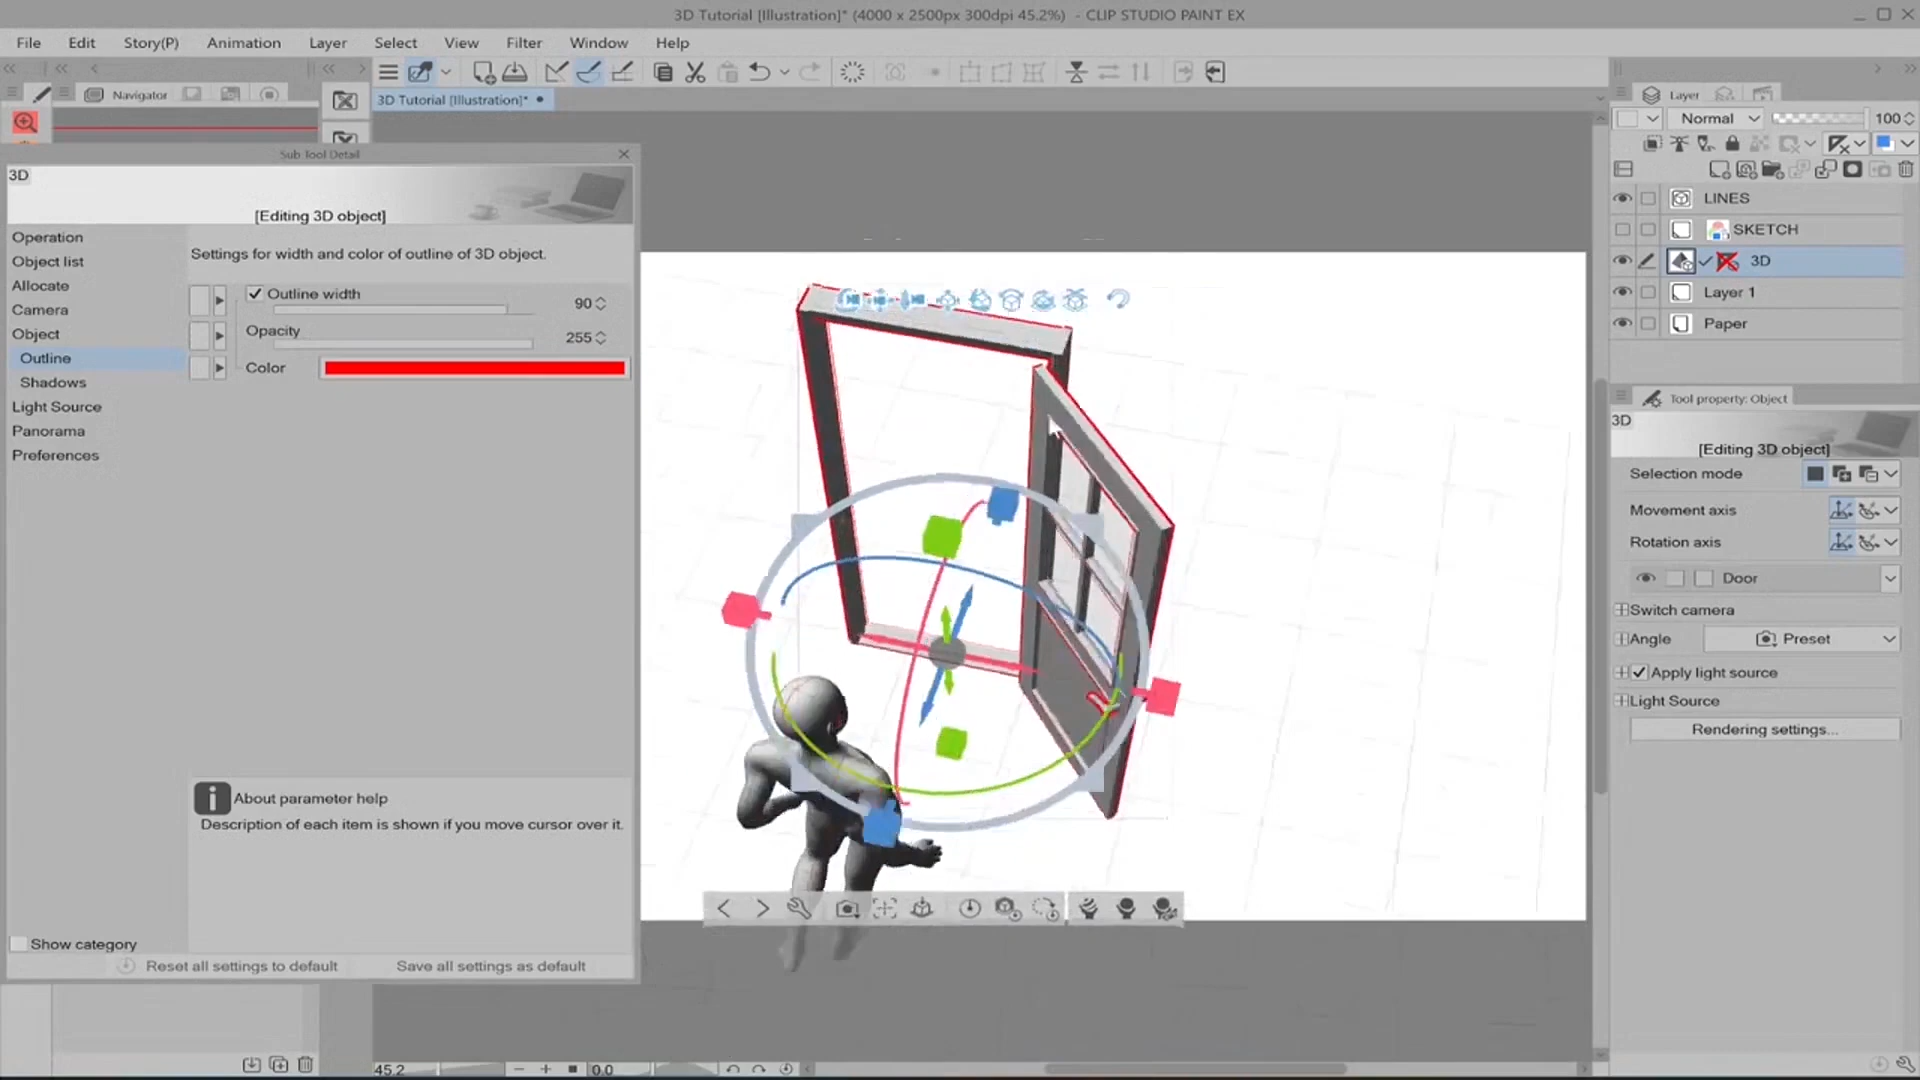 3D Tutorial [Illustration]* (4000 x 2500px 300dpi 45.2%) - CLIP STUDIO PAINT EX
File Edit Story(P) Animation Layer Select View Filter Window Help
Navigator
3D Tutorial [Illustration]*
Sub Tool Detail
3D
[Editing 3D object]
Operation
Object list
Allocate
Camera
Object
Outline
Shadows
Light Source
Panorama
Preferences
Settings for width and color of outline of 3D object.
Outline width 90
Opacity 255
Color
About parameter help
Description of each item is shown if you move cursor over it.
Show category
Reset all settings to default Save all settings as default
45.2 0.0
Layer
Normal 100
LINES
SKETCH
3D
Layer 1
Paper
Tool property: Object
3D
[Editing 3D object]
Selection mode
Movement axis
Rotation axis
Door
Switch camera
Angle Preset
Apply light source
Light Source
Rendering settings...